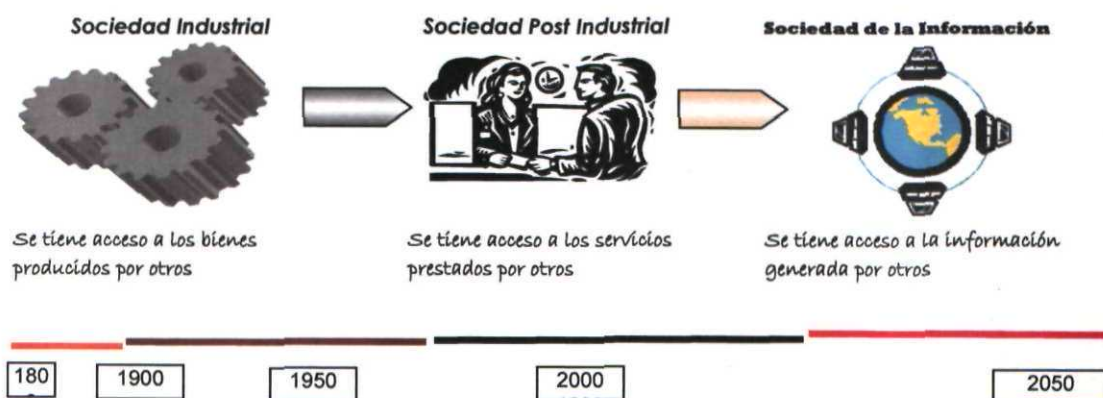 Sociedad Industrial
Sociedad Post Industrial
Sociedad de la Información
Se tiene acceso a los bienes
producidos por otros
Se tiene acceso a los servicios
prestados por otros
Se tiene acceso a la información
generada por otros
180
1900
1950
2000
2050